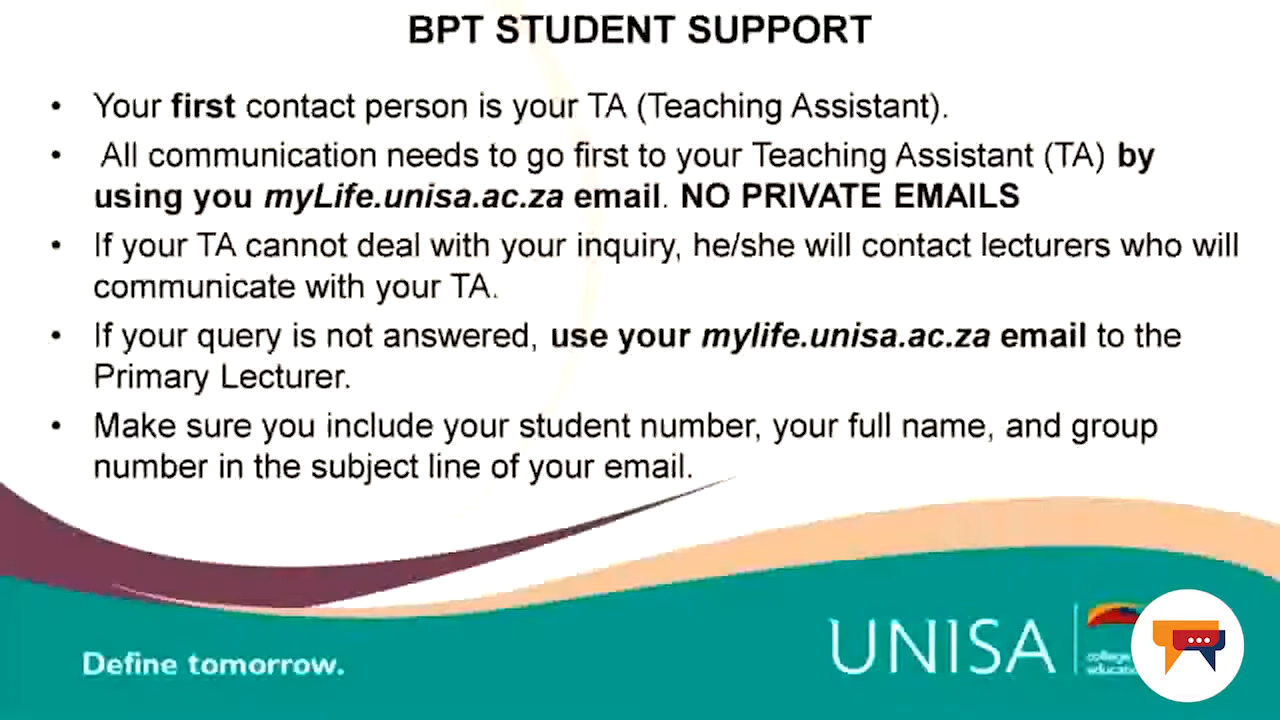 BPT STUDENT SUPPORT
• Your first contact person is your TA (Teaching Assistant).
• All communication needs to go first to your Teaching Assistant (TA) by
using you myLife.unisa.ac.za email. NO PRIVATE EMAILS
• If your TA cannot deal with your inquiry, he/she will contact lecturers who will
communicate with your TA.
• If your query is not answered, use your mylife.unisa.ac.za email to the
Primary Lecturer.
• Make sure you include your student number, your full name, and group
number in the subject line of your email.
Define tomorrow.
UNISA